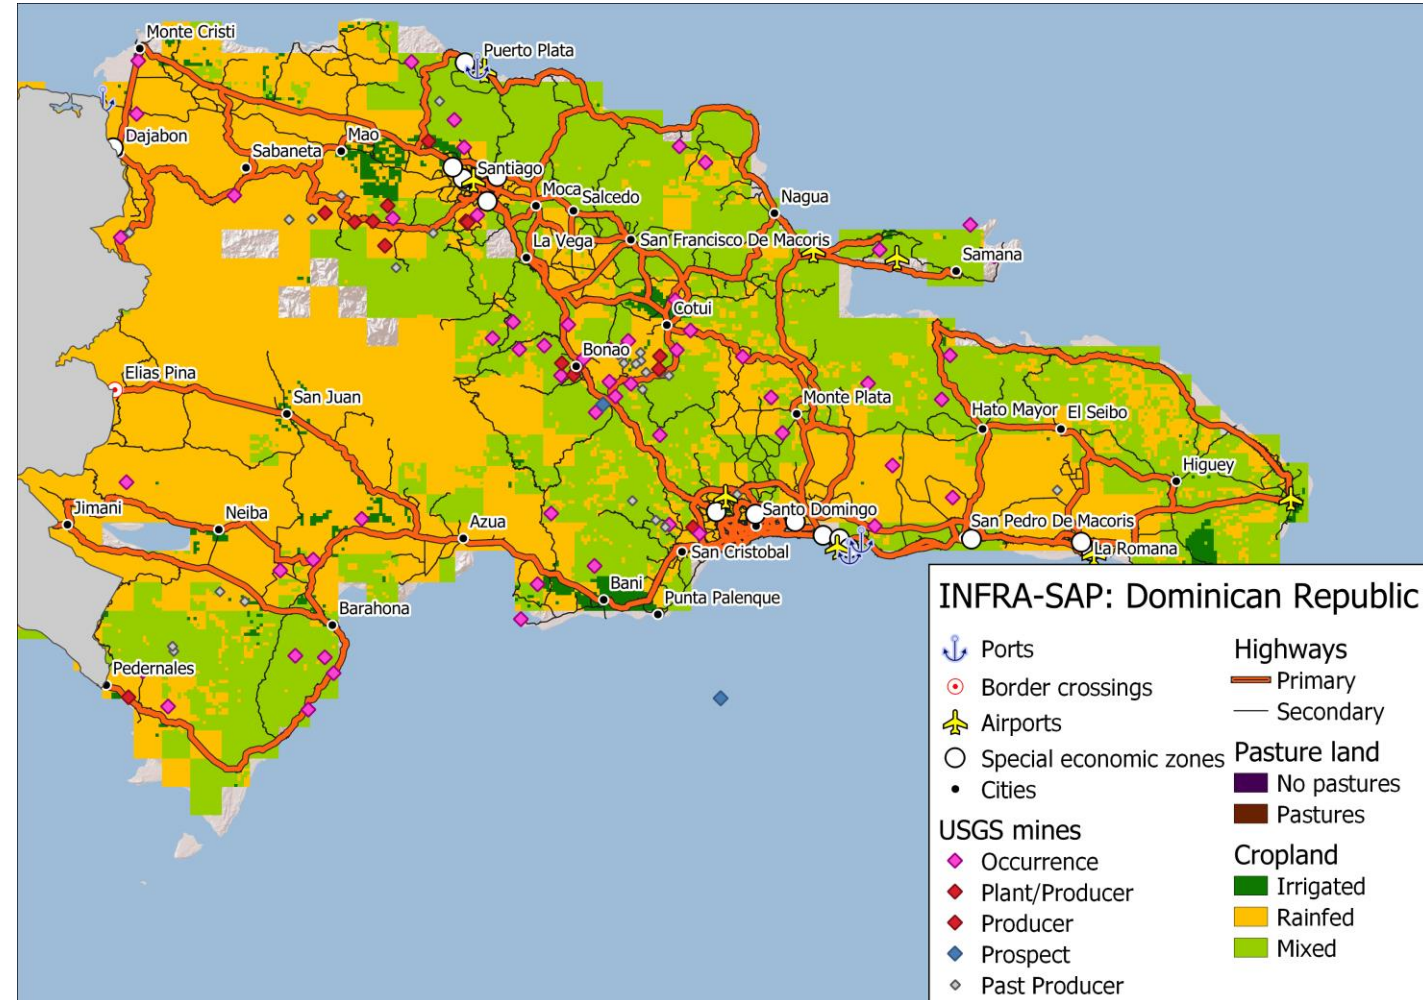 Monte Cristi
Puerto Plata
Dajabon
Mao
Sabaneta
Santiago
Moca
Salcedo
Nagua
La Vega
San Francisco De Macoris
Samana
Cotui
Bonao
Elias Pina
San Juan
Monte Plata
Hato Mayor
El Seibo
Higuey
Jimani
Neiba
Azua
Santo Domingo
San Pedro De Macoris
San Cristobal
La Romana
Bani
Punta Palenque
Barahona
Pedernales
INFRA-SAP: Dominican Republic
Ports
Border crossings
Airports
Special economic zones
Cities
USGS mines
Occurrence
Plant/Producer
Producer
Prospect
Past Producer
Highways
Primary
Secondary
Pasture land
No pastures
Pastures
Cropland
Irrigated
Rainfed
Mixed